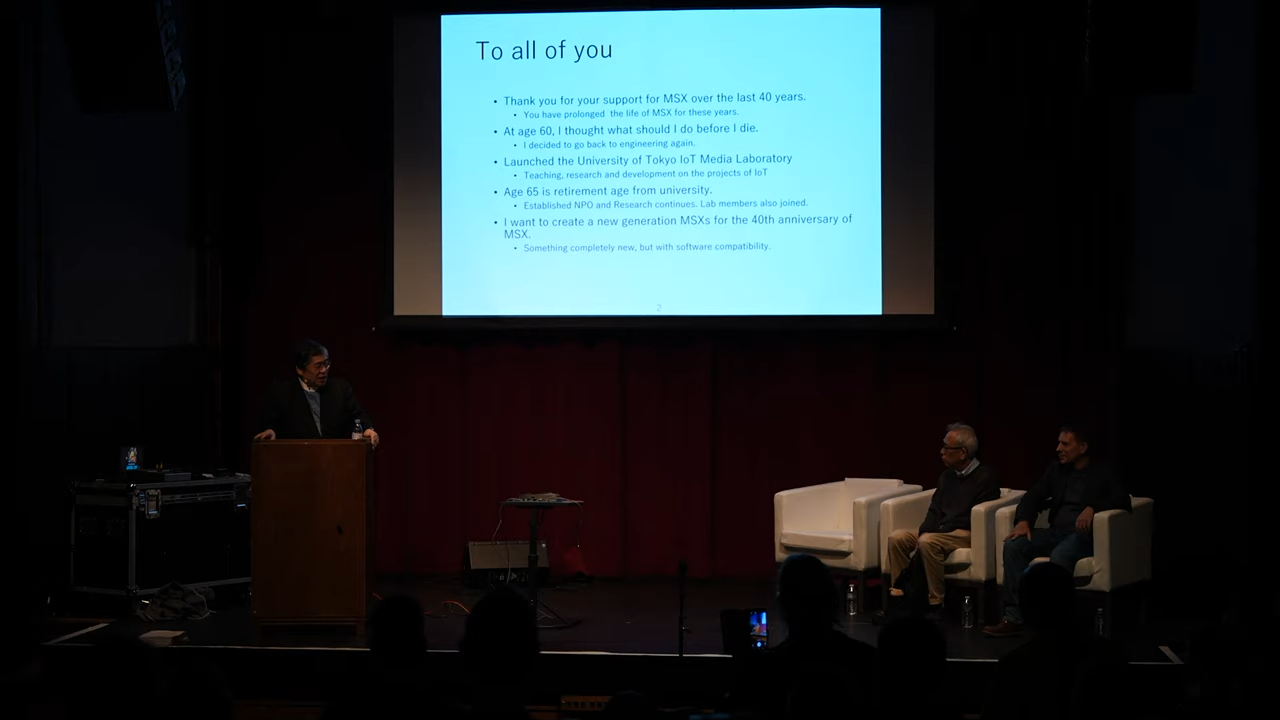 To all of you
• Thank you for your support for MSX over the last 40 years.
• You have prolonged the life of MSX for these years.
• At age 60, I thought what should I do before I die.
• I decided to go back to engineering again.
• Launched the University of Tokyo IoT Media Laboratory
• Teaching, research and development on the projects of IoT
• Age 65 is retirement age from university.
• Established NPO and Research continues. Lab members also joined.
• I want to create a new generation MSXs for the 40th anniversary of
MSX.
• Something completely new, but with software compatibility.
2